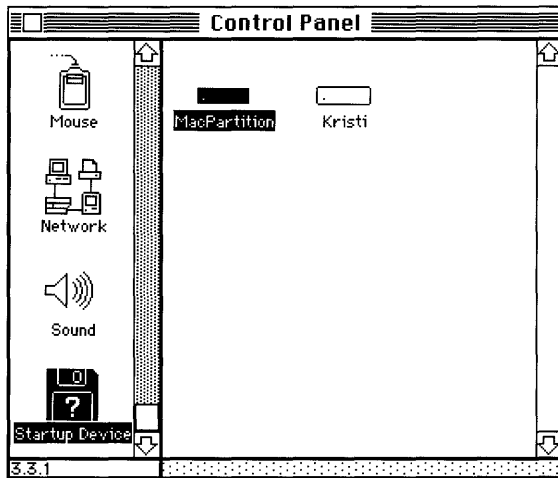 Control Panel
Mouse
MacPartition
Kristi
Network
Sound
?
Startup Device
3.3.1